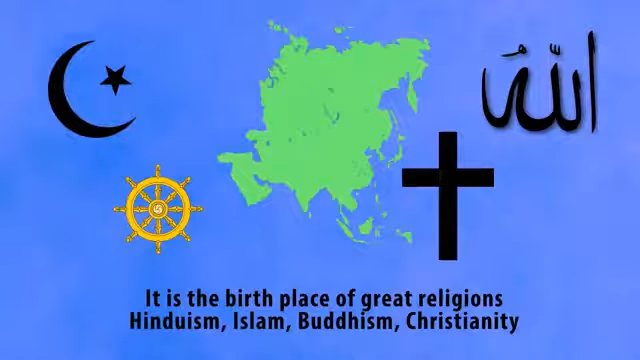 الله
It is the birth place of great religions
Hinduism, Islam, Buddhism, Christianity